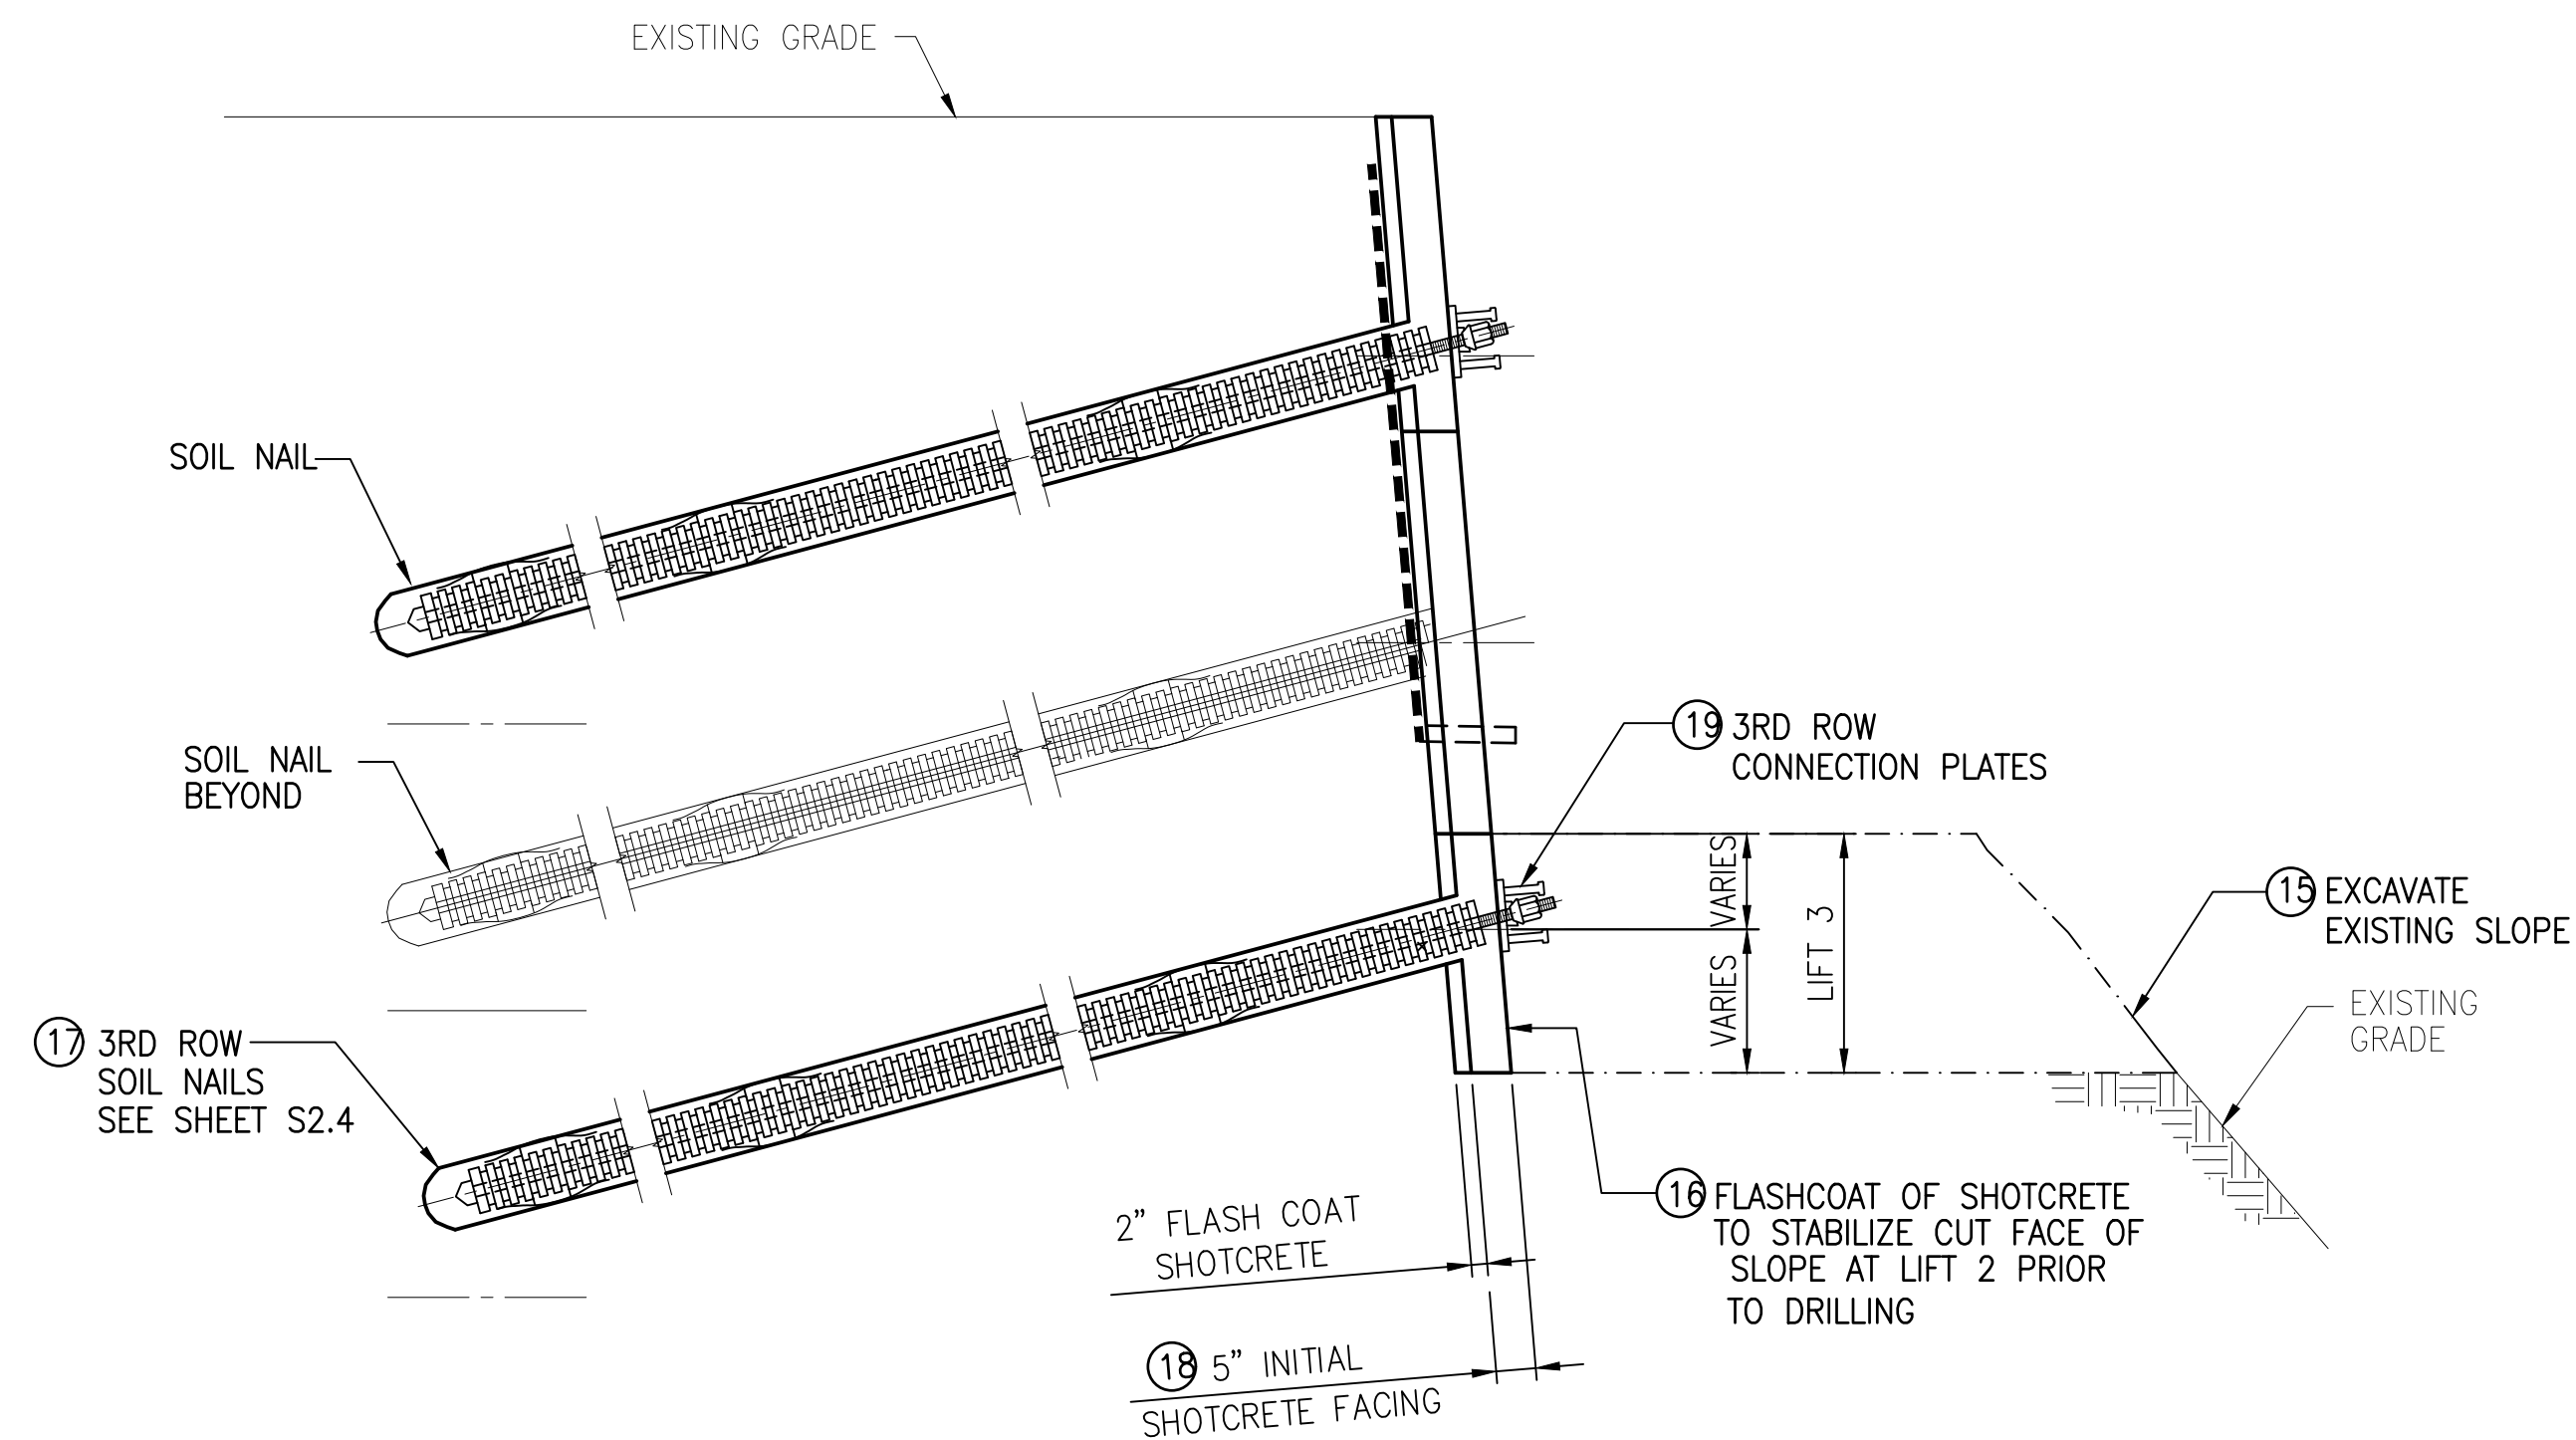 EXISTING GRADE
SOIL NAIL
SOIL NAIL
BEYOND
19 3RD ROW
CONNECTION PLATES
VARIES
VARIES
LIFT 3
15 EXCAVATE
EXISTING SLOPE
EXISTING
GRADE
17 3RD ROW
SOIL NAILS
SEE SHEET S2.4
16 FLASHCOAT OF SHOTCRETE
TO STABILIZE CUT FACE OF
SLOPE AT LIFT 2 PRIOR
TO DRILLING
2” FLASH COAT
SHOTCRETE
18 5” INITIAL
SHOTCRETE FACING